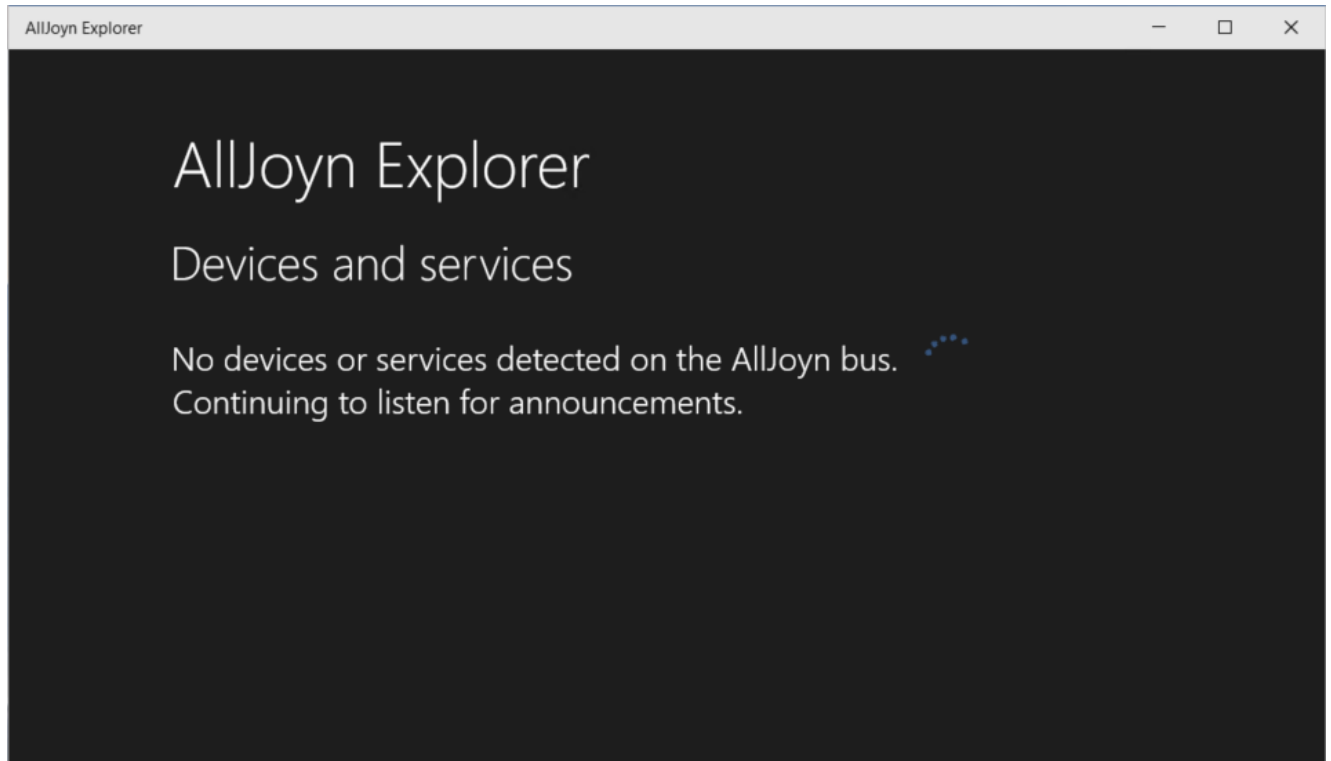 AllJoyn Explorer
AllJoyn Explorer
Devices and services
No devices or services detected on the AllJoyn bus.
Continuing to listen for announcements.